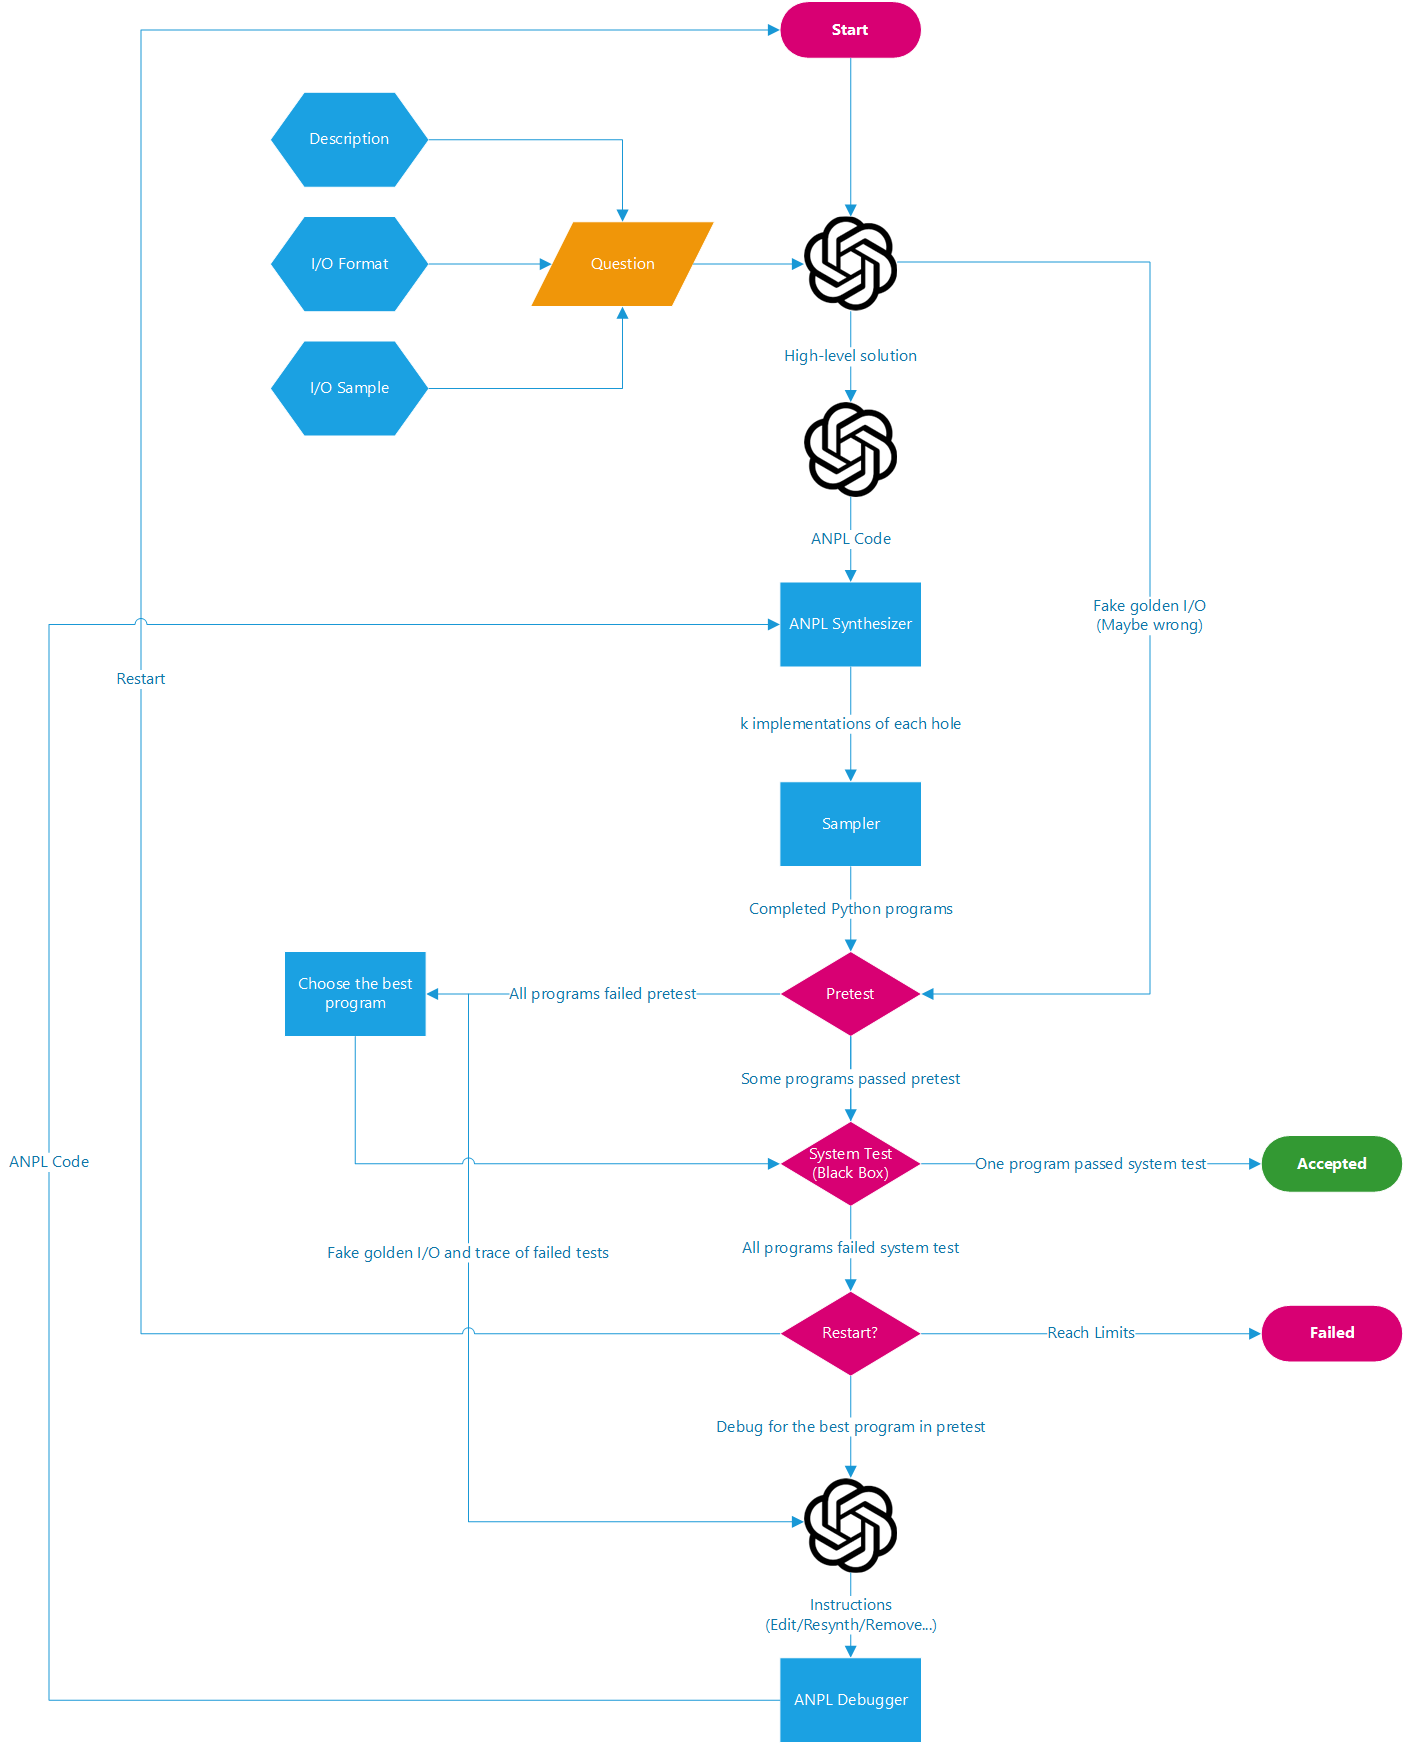 Start
Description
I/O Format
Question
I/O Sample
High-level solution
ANPL Code
Fake golden I/O
(Maybe wrong)
ANPL Synthesizer
Restart
k implementations of each hole
Sampler
Completed Python programs
Choose the best
program
All programs failed pretest
Pretest
Some programs passed pretest
ANPL Code
System Test
(Black Box)
One program passed system test
Accepted
Fake golden I/O and trace of failed tests
All programs failed system test
Restart?
Reach Limits
Failed
Debug for the best program in pretest
Instructions
(Edit/Resynth/Remove...)
ANPL Debugger